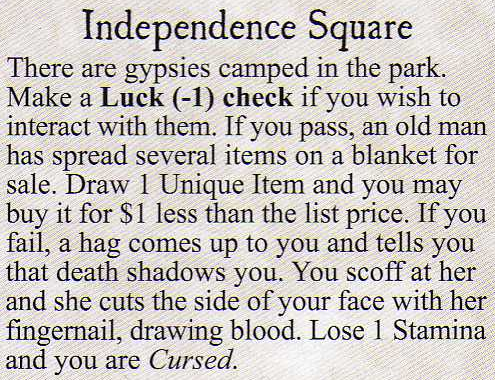 Independence Square
There are gypsies camped in the park.
Make a Luck (-1) check if you wish to
interact with them. If you pass, an old man
has spread several items on a blanket for
sale. Draw 1 Unique Item and you may
buy it for $1 less than the list price. If you
fail, a hag comes up to you and tells you
that death shadows you. You scoff at her
and she cuts the side of your face with her
fingernail, drawing blood. Lose 1 Stamina
and you are Cursed.